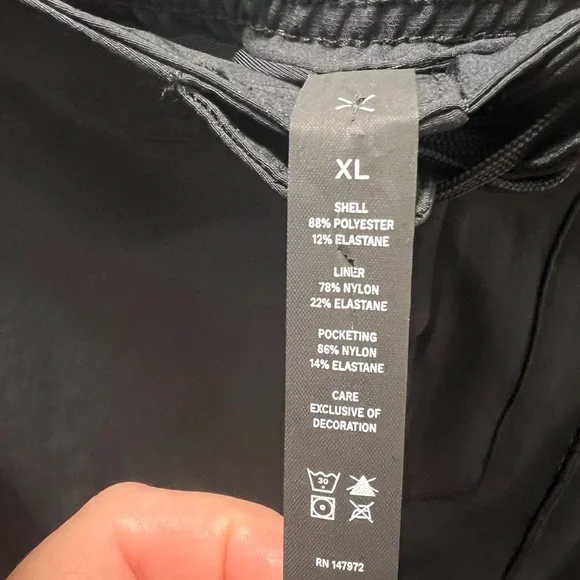 XL
SHELL
88% POLYESTER
12% ELASTANE
LINER
78% NYLON
22% ELASTANE
POCKETING
86% NYLON
14% ELASTANE
CARE
EXCLUSIVE OF
DECORATION
30
RN 147972